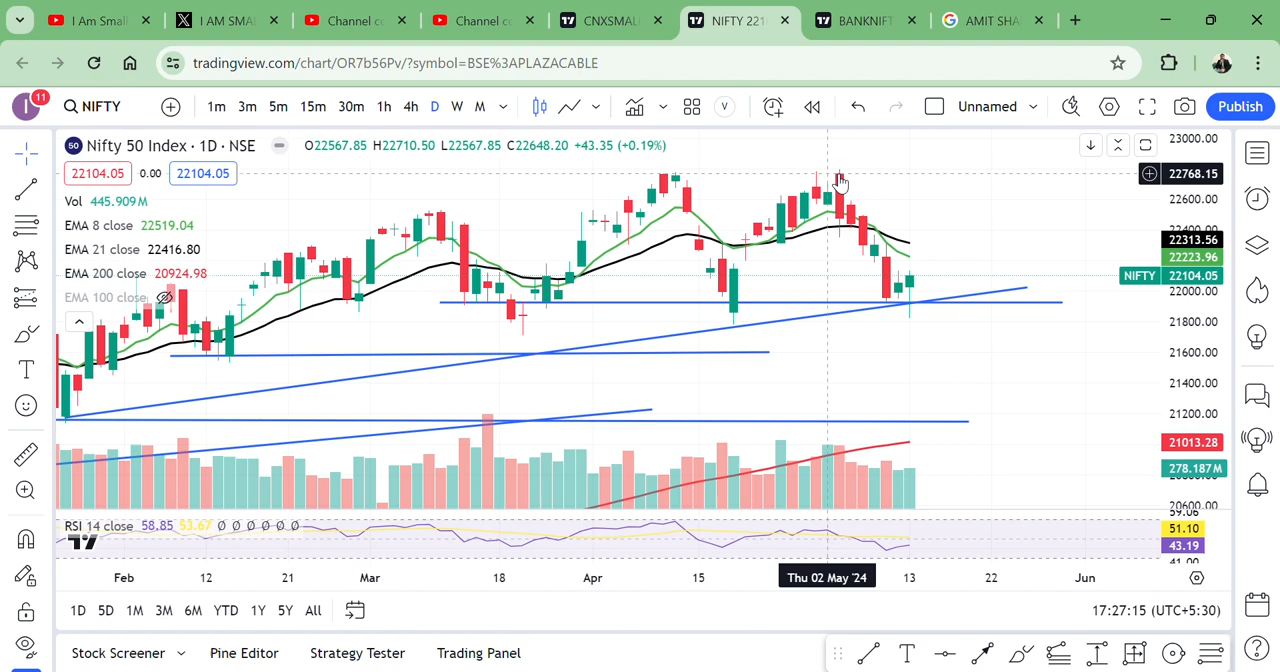 I Am Small
I AM SMAL
Channel co
Channel co
CNXSMAL
NIFTY 221
BANKNIFT
AMIT SHA
tradingview.com/chart/OR7b56Pv/?symbol=BSE%3APLAZACABLE
11
NIFTY
1m 3m 5m 15m 30m 1h 4h D W M
V
Unnamed
Publish
50 Nifty 50 Index · 1D · NSE
O22567.85 H22710.50 L22567.85 C22648.20 +43.35 (+0.19%)
22104.05 0.00 22104.05
Vol 445.909M
EMA 8 close 22519.04
EMA 21 close 22416.80
EMA 200 close 20924.98
EMA 100 close
23000.00
22768.15
22600.00
22313.56
22223.96
NIFTY 22104.05
22000.00
21800.00
21600.00
21400.00
21200.00
21013.28
278.187M
20600.00
RSI 14 close 58.85 53.67 Ø Ø Ø Ø Ø Ø
51.10
43.19
41.00
Feb 12 21 Mar 18 Apr 15 Thu 02 May '24 13 22 Jun
1D 5D 1M 3M 6M YTD 1Y 5Y All
17:27:15 (UTC+5:30)
Stock Screener Pine Editor Strategy Tester Trading Panel